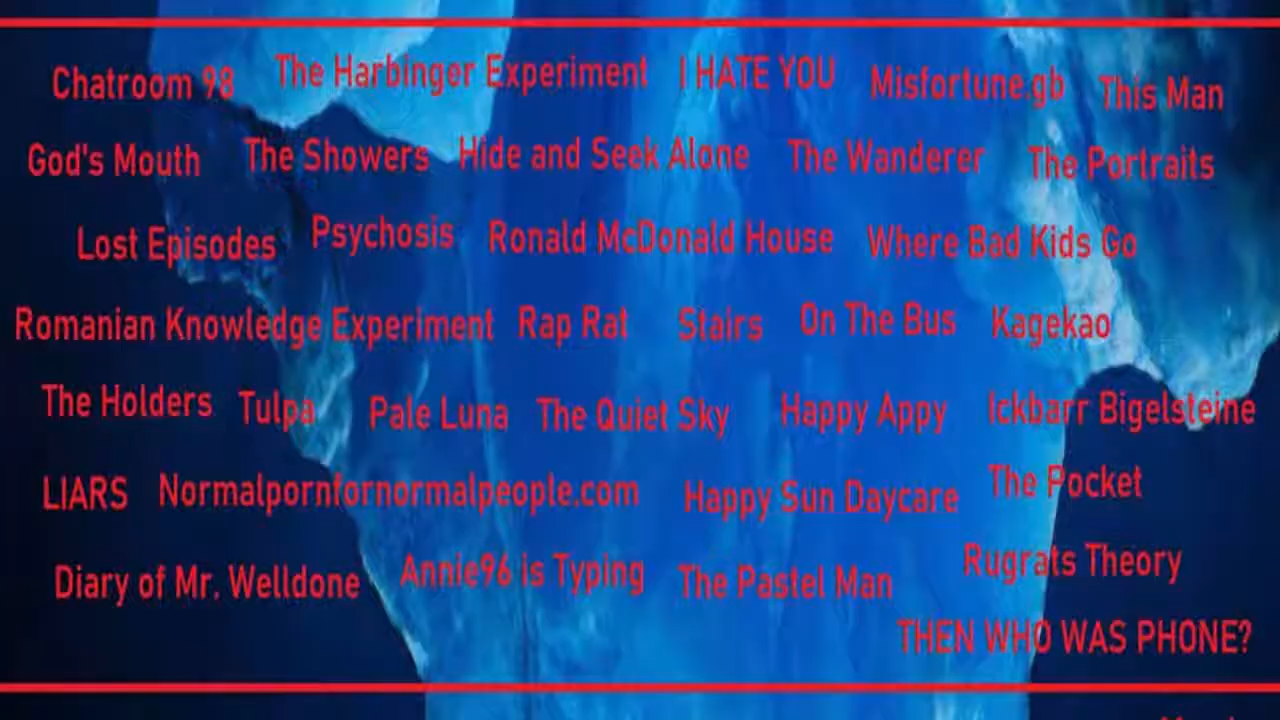 Chatroom 98 The Harbinger Experiment I HATE YOU Misfortune.gb This Man
God's Mouth The Showers Hide and Seek Alone The Wanderer The Portraits
Lost Episodes Psychosis Ronald McDonald House Where Bad Kids Go
Romanian Knowledge Experiment Rap Rat Stairs On The Bus Kagekao
The Holders Tulpa Pale Luna The Quiet Sky Happy Appy Ickbarr Bigelsteine
LIARS Normalpornfornormalpeople.com Happy Sun Daycare The Pocket
Diary of Mr. Welldone Annie96 is Typing The Pastel Man Rugrats Theory
THEN WHO WAS PHONE?